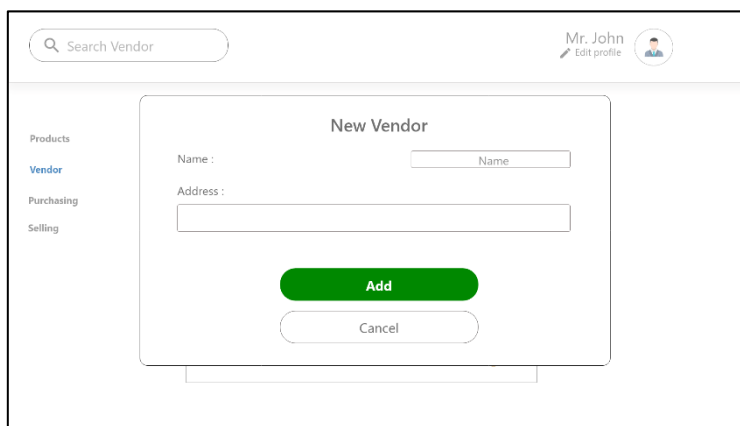 Search Vendor
Mr. John
Edit profile
Products
Vendor
Purchasing
Selling
New Vendor
Name :
Name
Address :
Add
Cancel